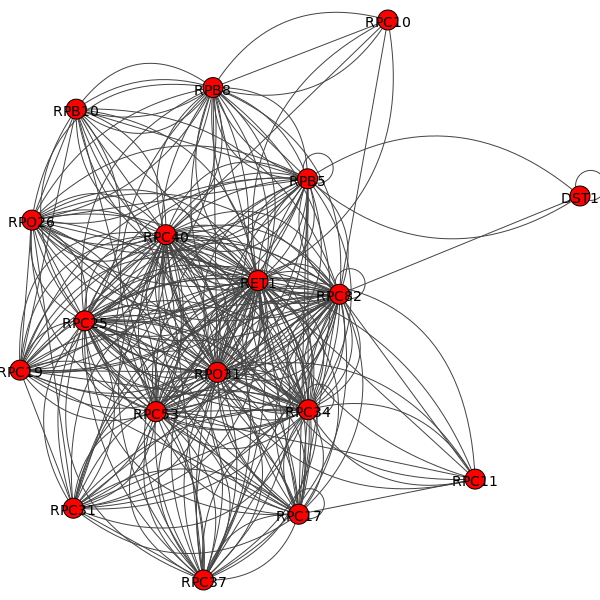 RPC10
RPB8
RPB10
RPB5
DST1
RPO26
RPC40
RET1
RPC82
RPC25
RPC19
RPO31
RPC53
RPC34
RPC11
RPC31
RPC17
RPC37